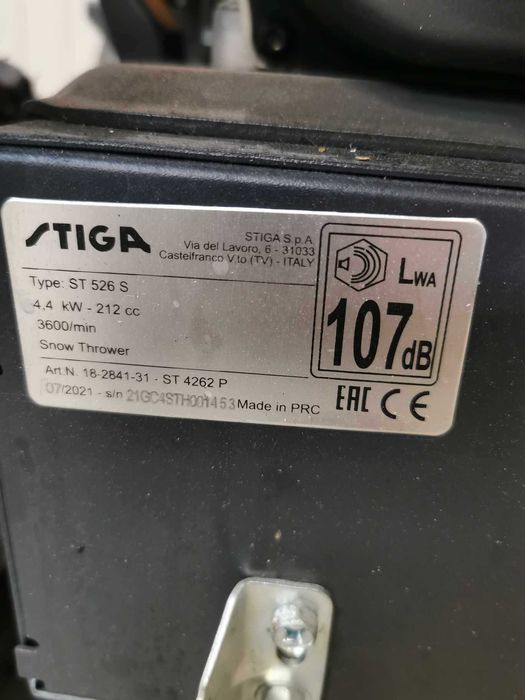 STIGA
STIGA S.p.A
Via del Lavoro, 6 - 31033
Castelfranco V.to (TV) - ITALY
Type: ST 526 S
4,4 kW - 212 cc
3600/min
Snow Thrower
Art.N. 18-2841-31 - ST 4262 P
07/2021 - s/n 21GC4STH001453 Made in PRC
LWA
107dB
EAC CE